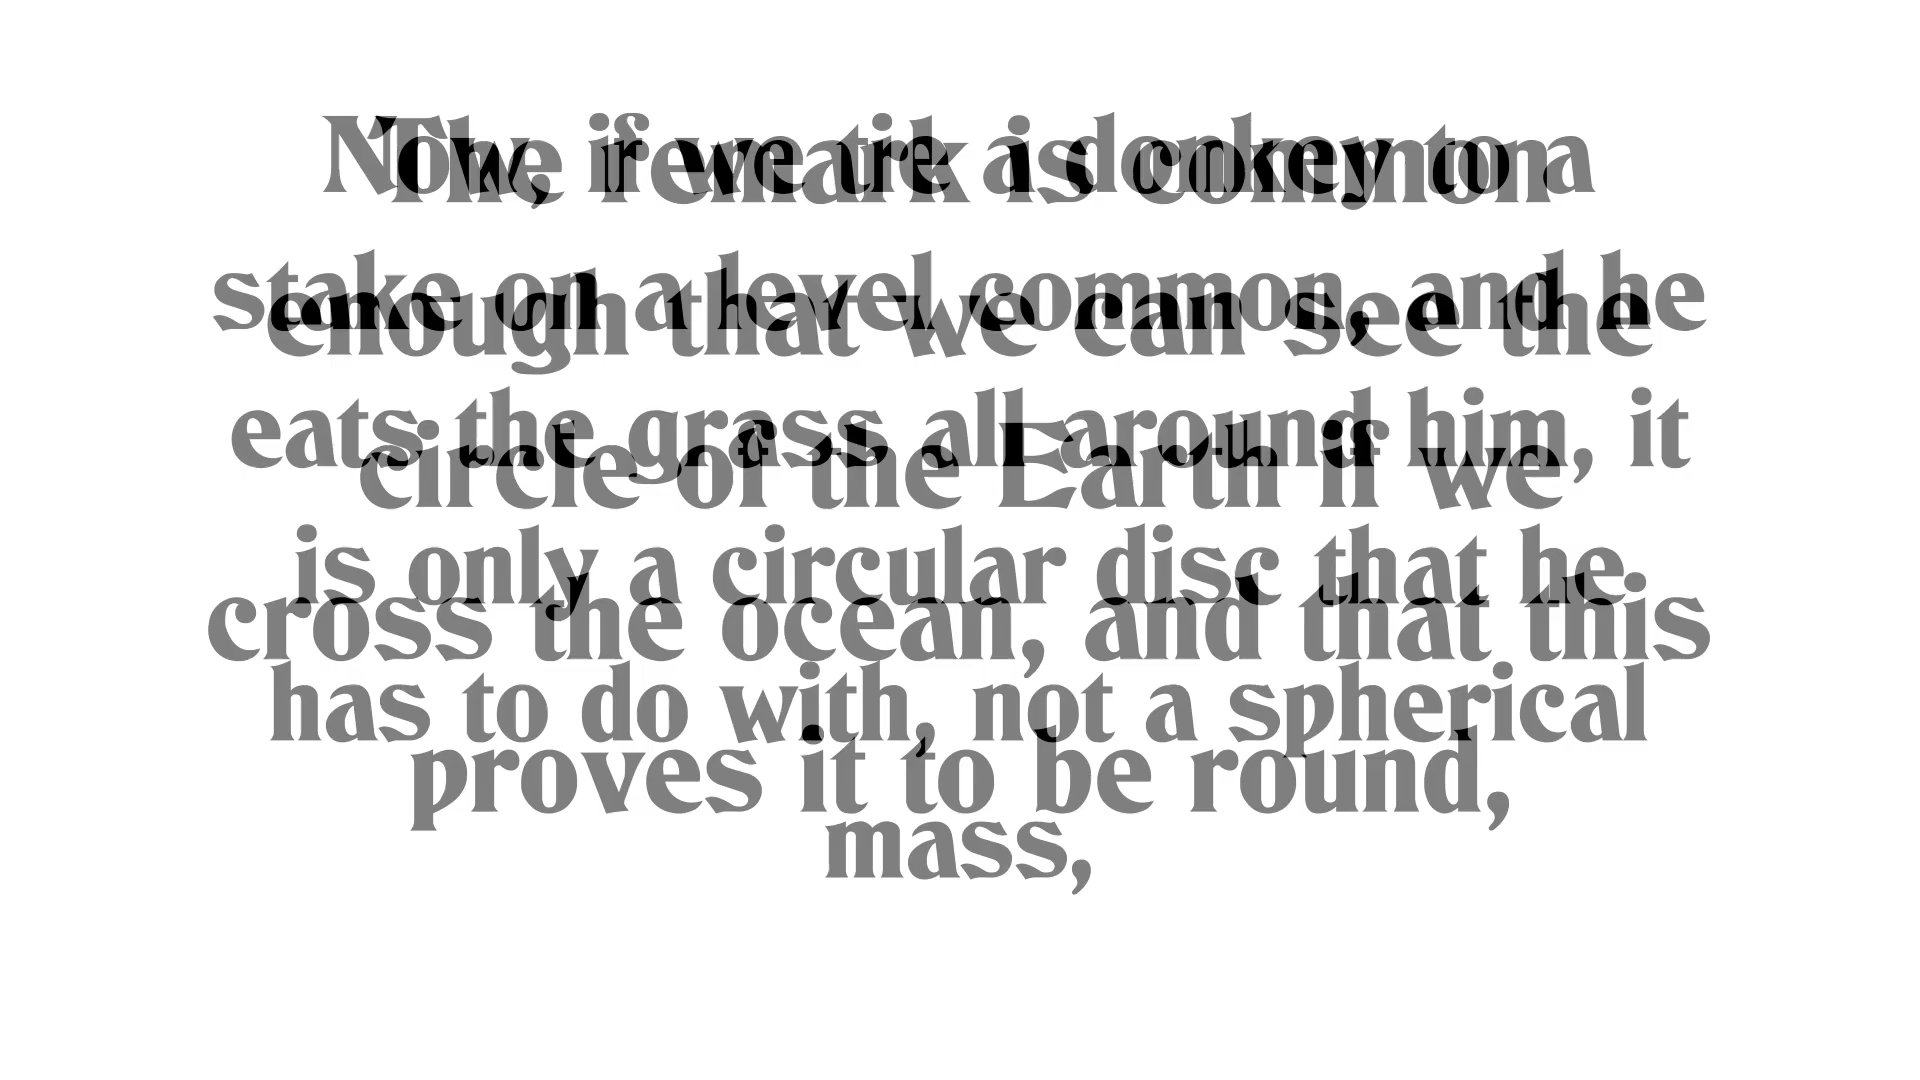 The remark is common
enough that we can see the
circle of the Earth if we
cross the ocean, and that this
proves it to be round,
Now, if we tie a donkey to a
stake on a level common, and he
eats the grass all around him, it
is only a circular disc that he
has to do with, not a spherical
mass,